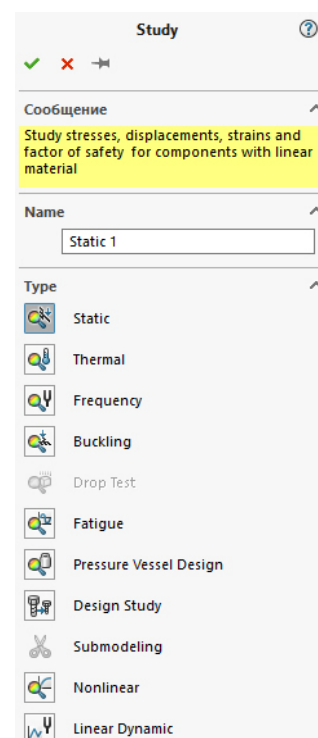 Study
Сообщение
Study stresses, displacements, strains and
factor of safety for components with linear
material
Name
Static 1
Type
Static
Thermal
Frequency
Buckling
Drop Test
Fatigue
Pressure Vessel Design
Design Study
Submodeling
Nonlinear
Linear Dynamic